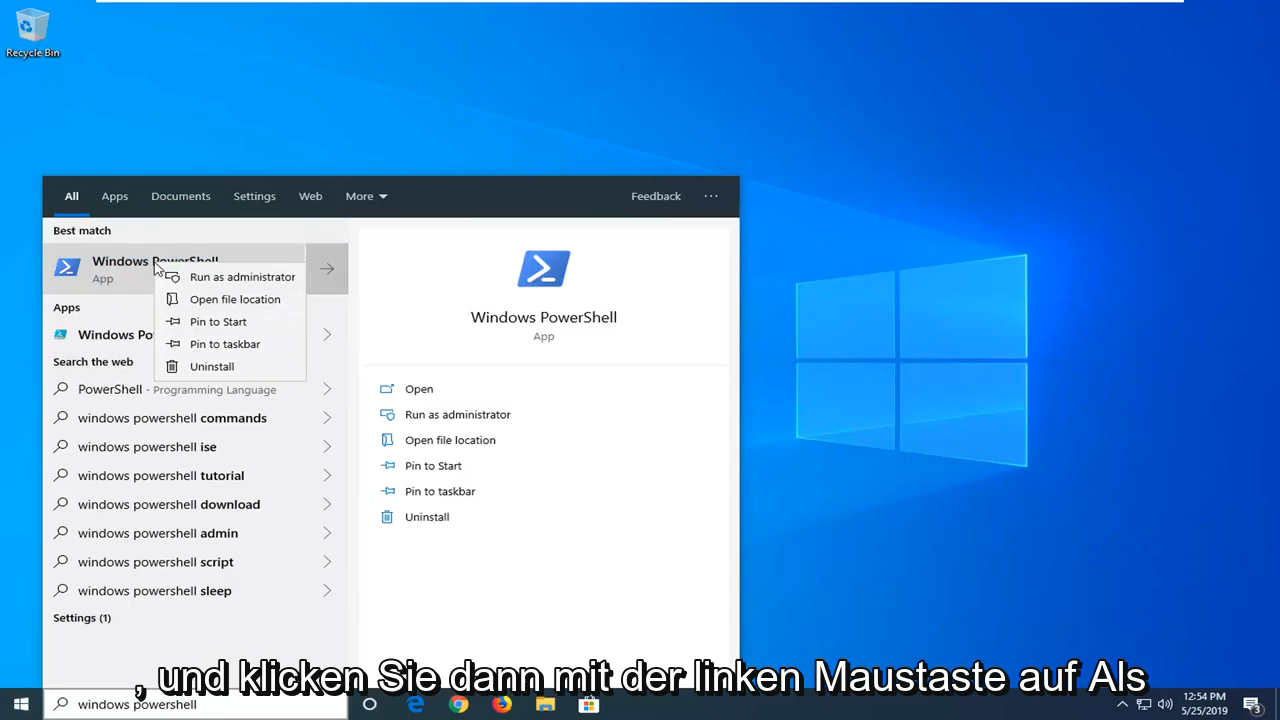 Recycle Bin
All Apps Documents Settings Web More Feedback ...
Best match
Windows PowerShell
App
Run as administrator
Open file location
Pin to Start
Pin to taskbar
Uninstall
Apps
Windows Po
Search the web
PowerShell - Programming Language
windows powershell commands
windows powershell ise
windows powershell tutorial
windows powershell download
windows powershell admin
windows powershell script
windows powershell sleep
Settings (1)
Windows PowerShell
App
Open
Run as administrator
Open file location
Pin to Start
Pin to taskbar
Uninstall
, und klicken Sie dann mit der linken Maustaste auf Als
windows powershell
12:54 PM
5/25/2019
3